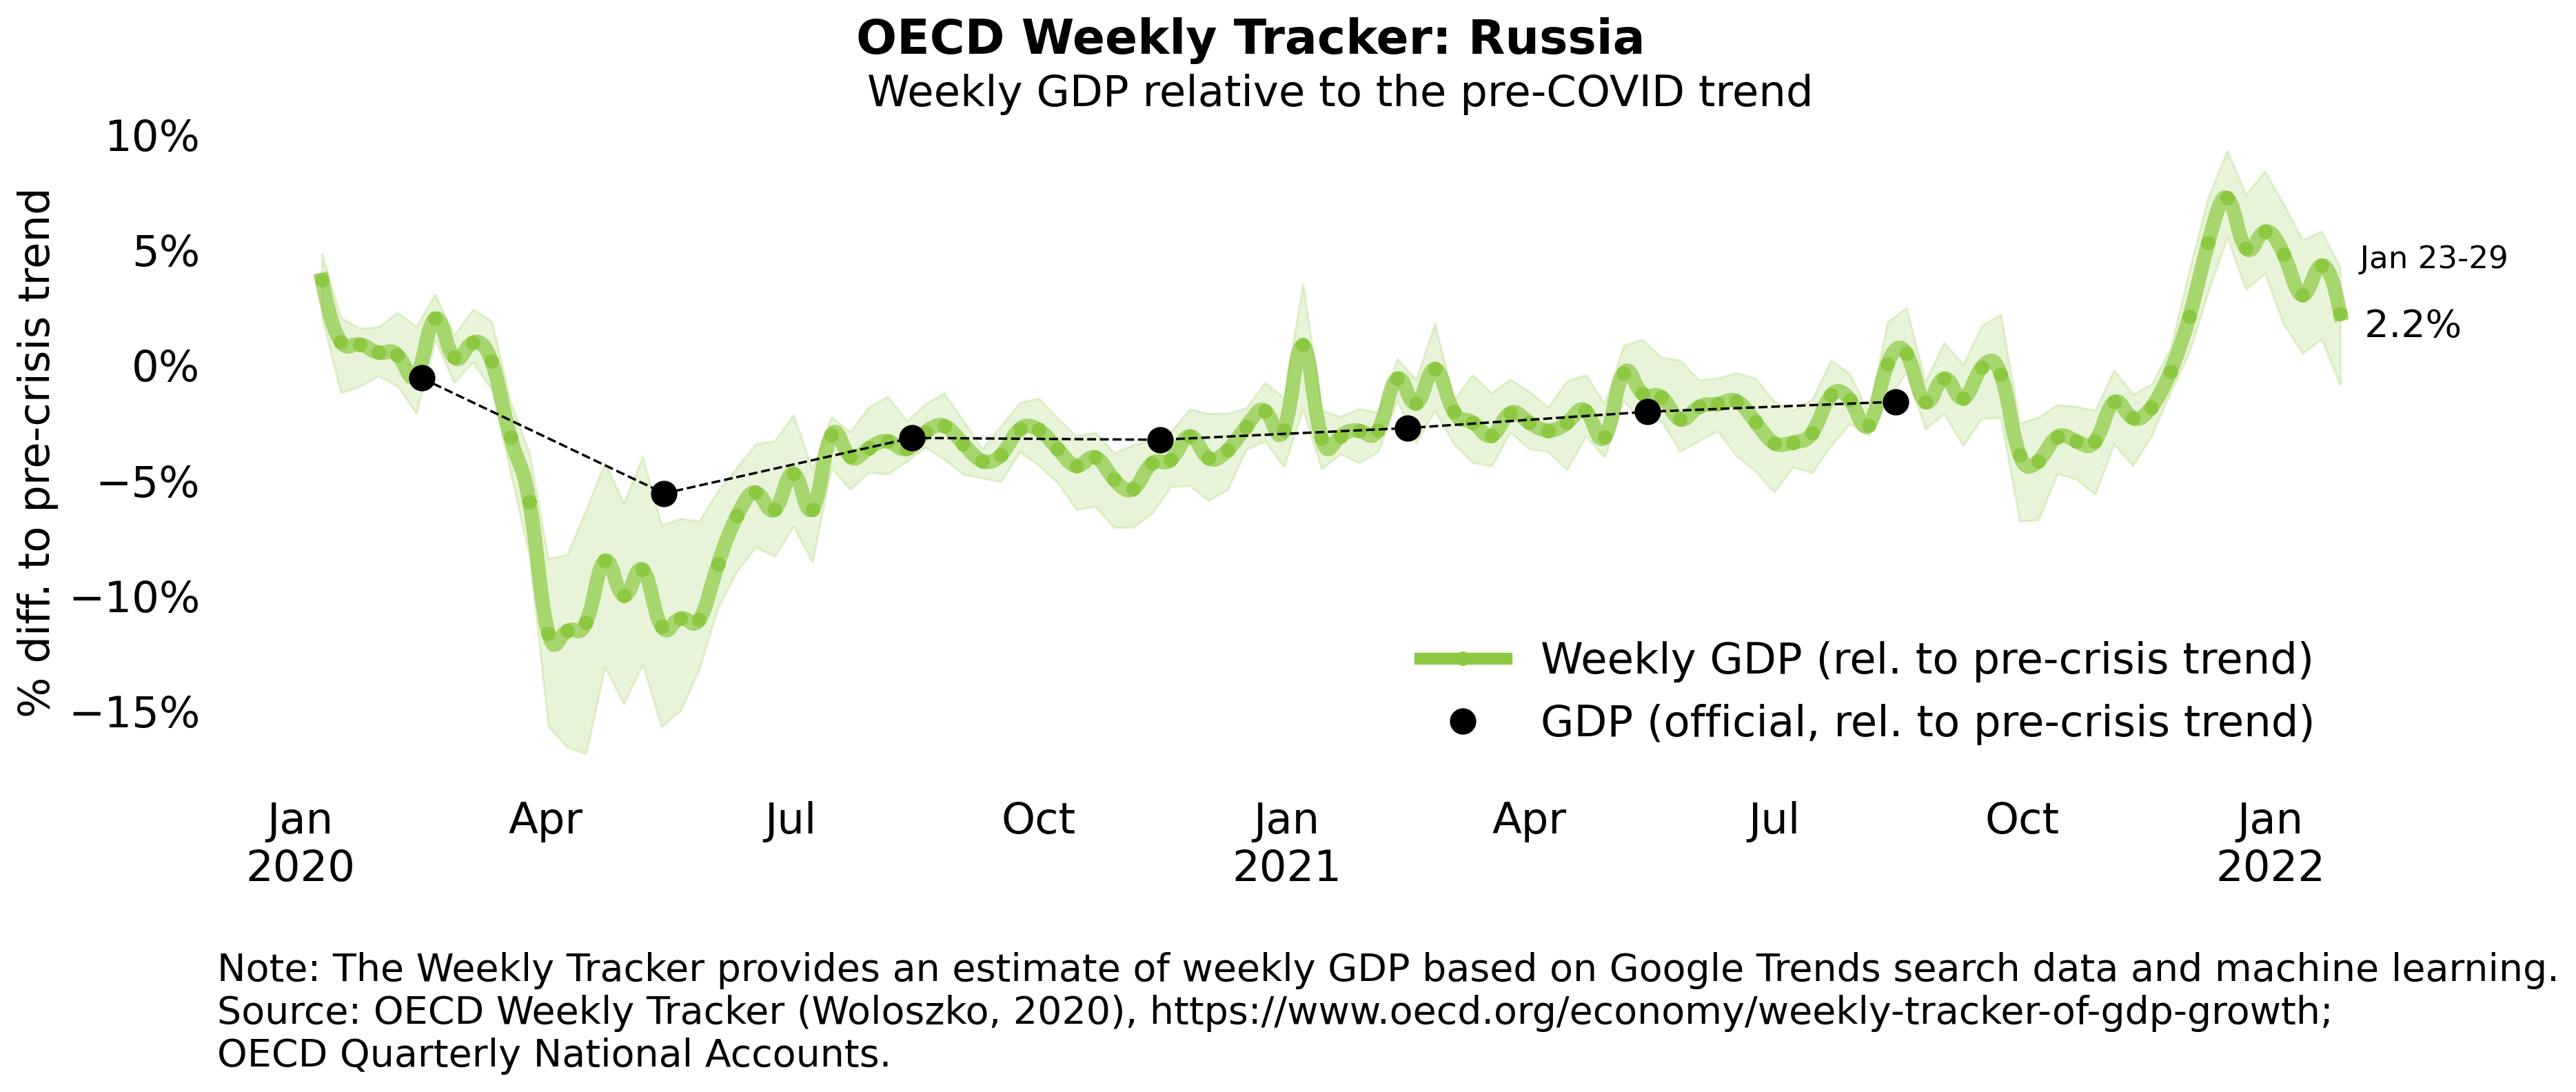 OECD Weekly Tracker: Russia
Weekly GDP relative to the pre-COVID trend
% diff. to pre-crisis trend
10%
5%
0%
−5%
−10%
−15%
Jan 23-29
2.2%
Weekly GDP (rel. to pre-crisis trend)
GDP (official, rel. to pre-crisis trend)
Jan Apr Jul Oct Jan Apr Jul Oct Jan
2020 2021 2022
Note: The Weekly Tracker provides an estimate of weekly GDP based on Google Trends search data and machine learning.
Source: OECD Weekly Tracker (Woloszko, 2020), https://www.oecd.org/economy/weekly-tracker-of-gdp-growth;
OECD Quarterly National Accounts.